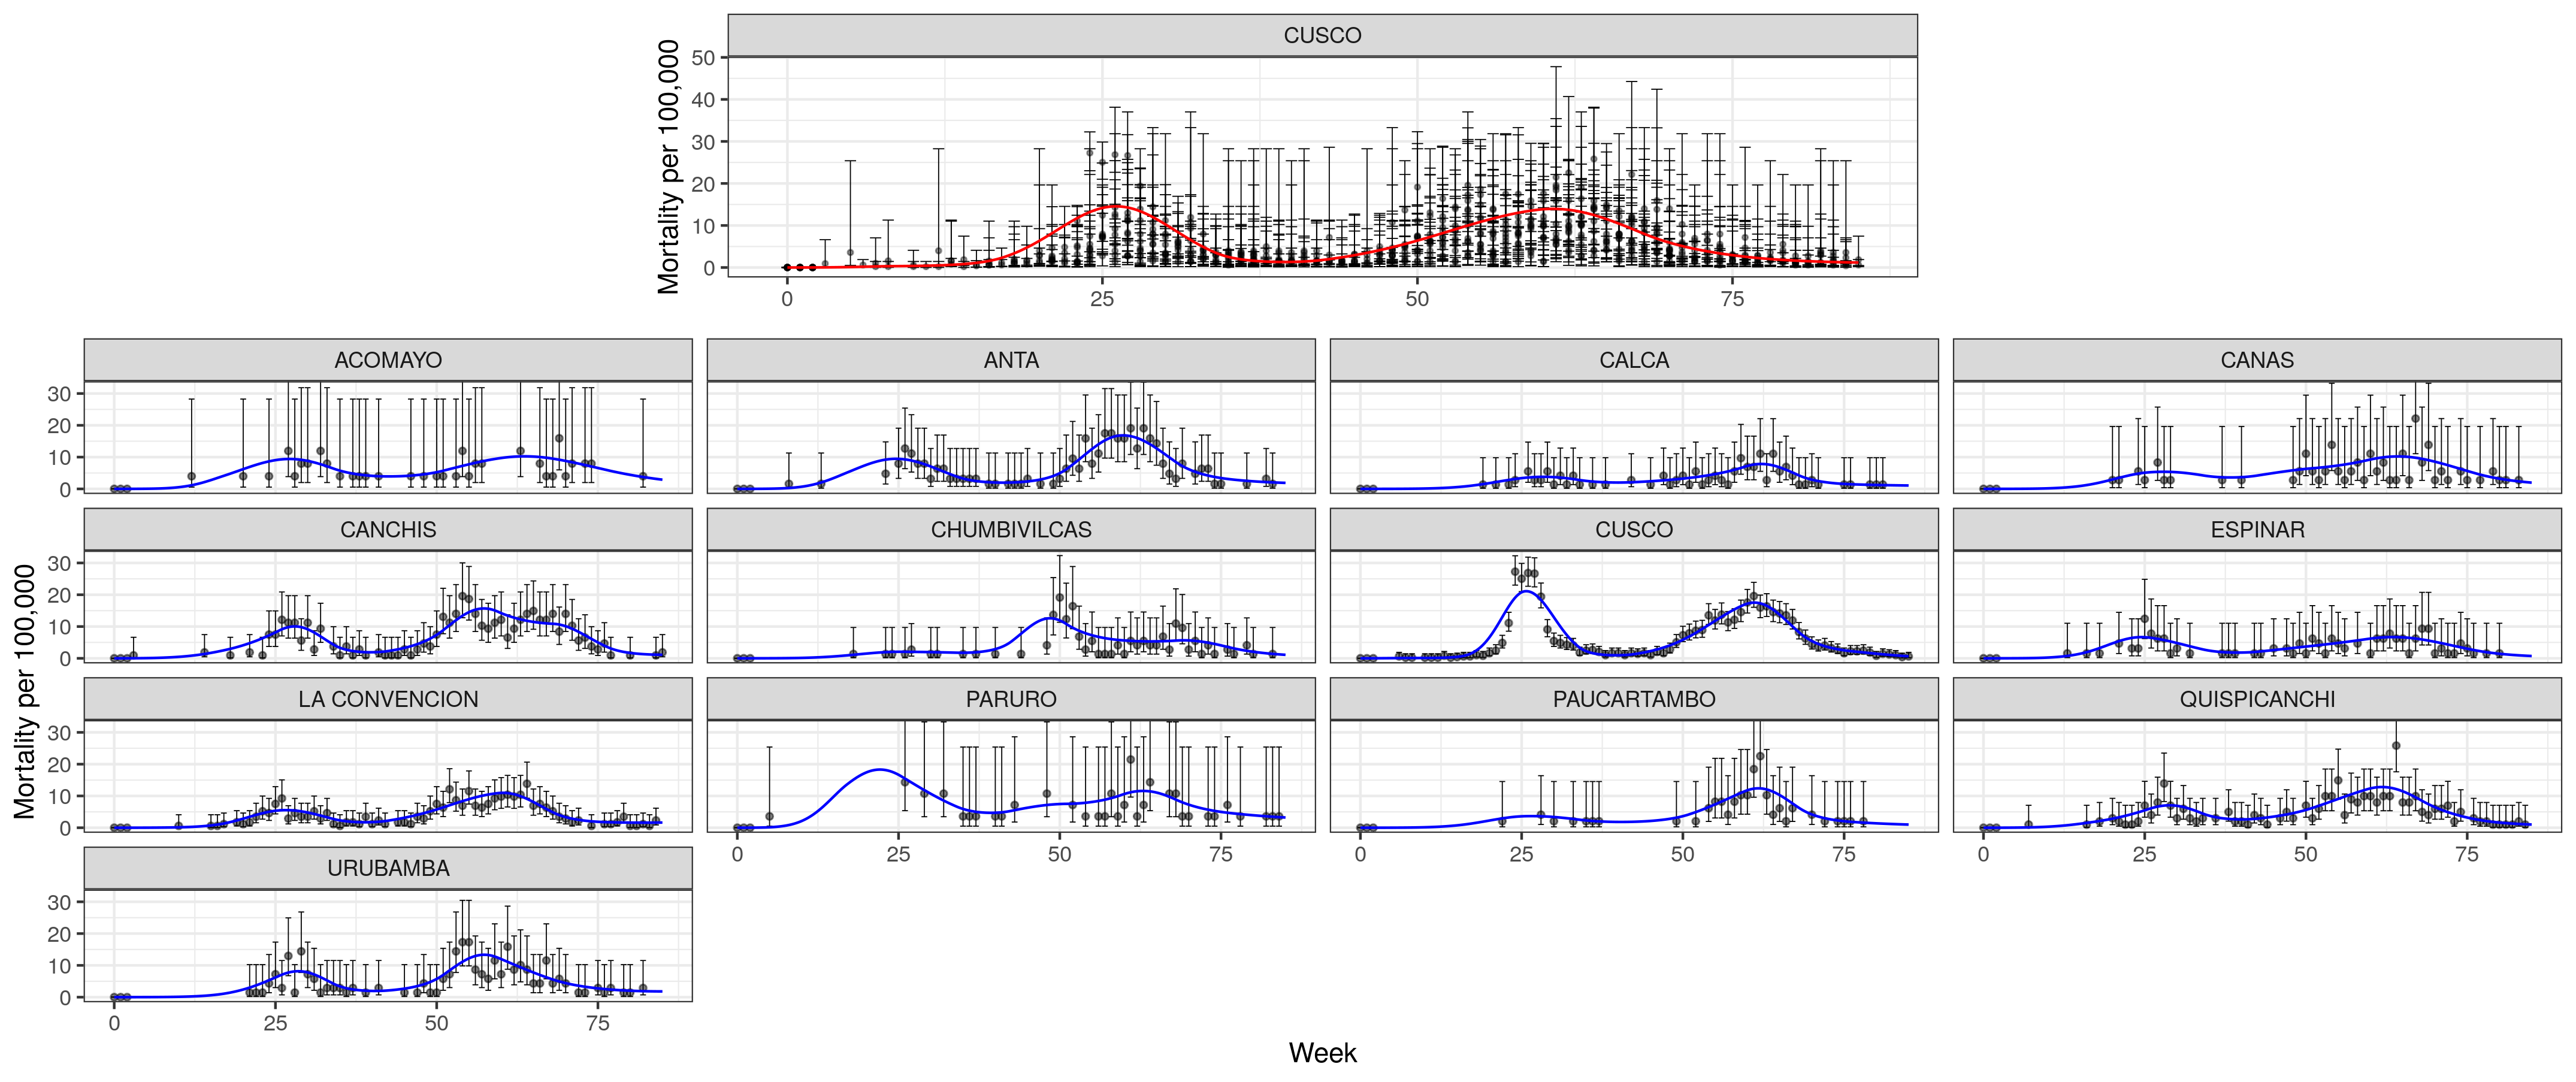 CUSCO
Mortality per 100,000
50
40
30
20
10
0
0 25 50 75
ACOMAYO ANTA CALCA CANAS
30
20
10
0
CANCHIS CHUMBIVILCAS CUSCO ESPINAR
30
20
10
0
Mortality per 100,000
LA CONVENCION PARURO PAUCARTAMBO QUISPICANCHI
30
20
10
0
0 25 50 75 0 25 50 75 0 25 50 75
URUBAMBA
30
20
10
0
0 25 50 75
Week